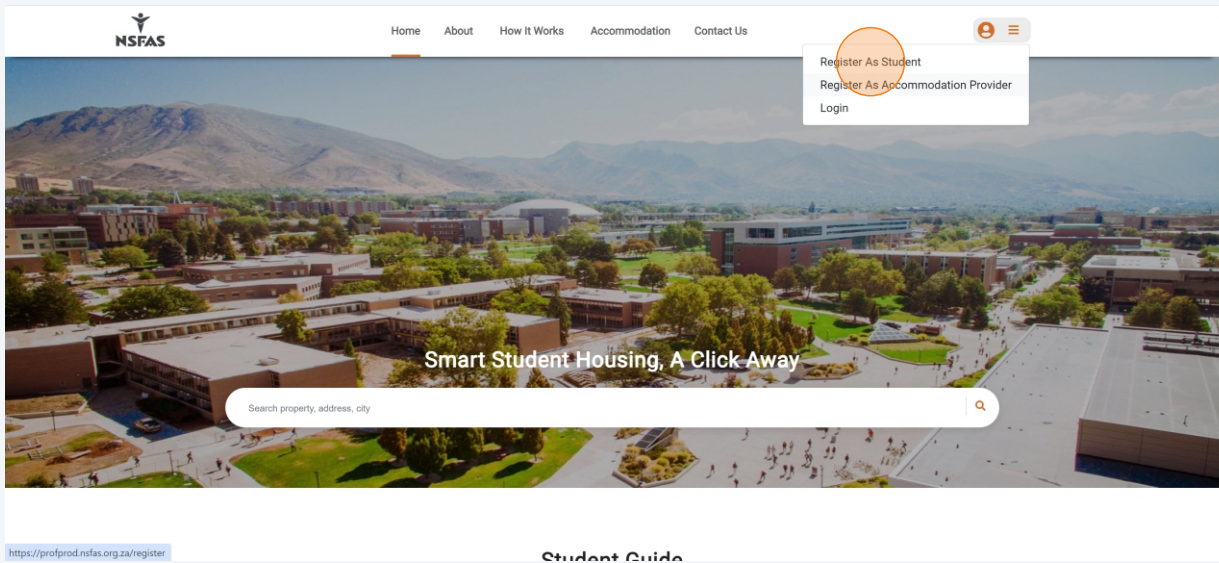 NSFAS
Home About How It Works Accommodation Contact Us
Register As Student
Register As Accommodation Provider
Login
Smart Student Housing, A Click Away
Search property, address, city
https://profprod.nsfas.org.za/register
Student Guide